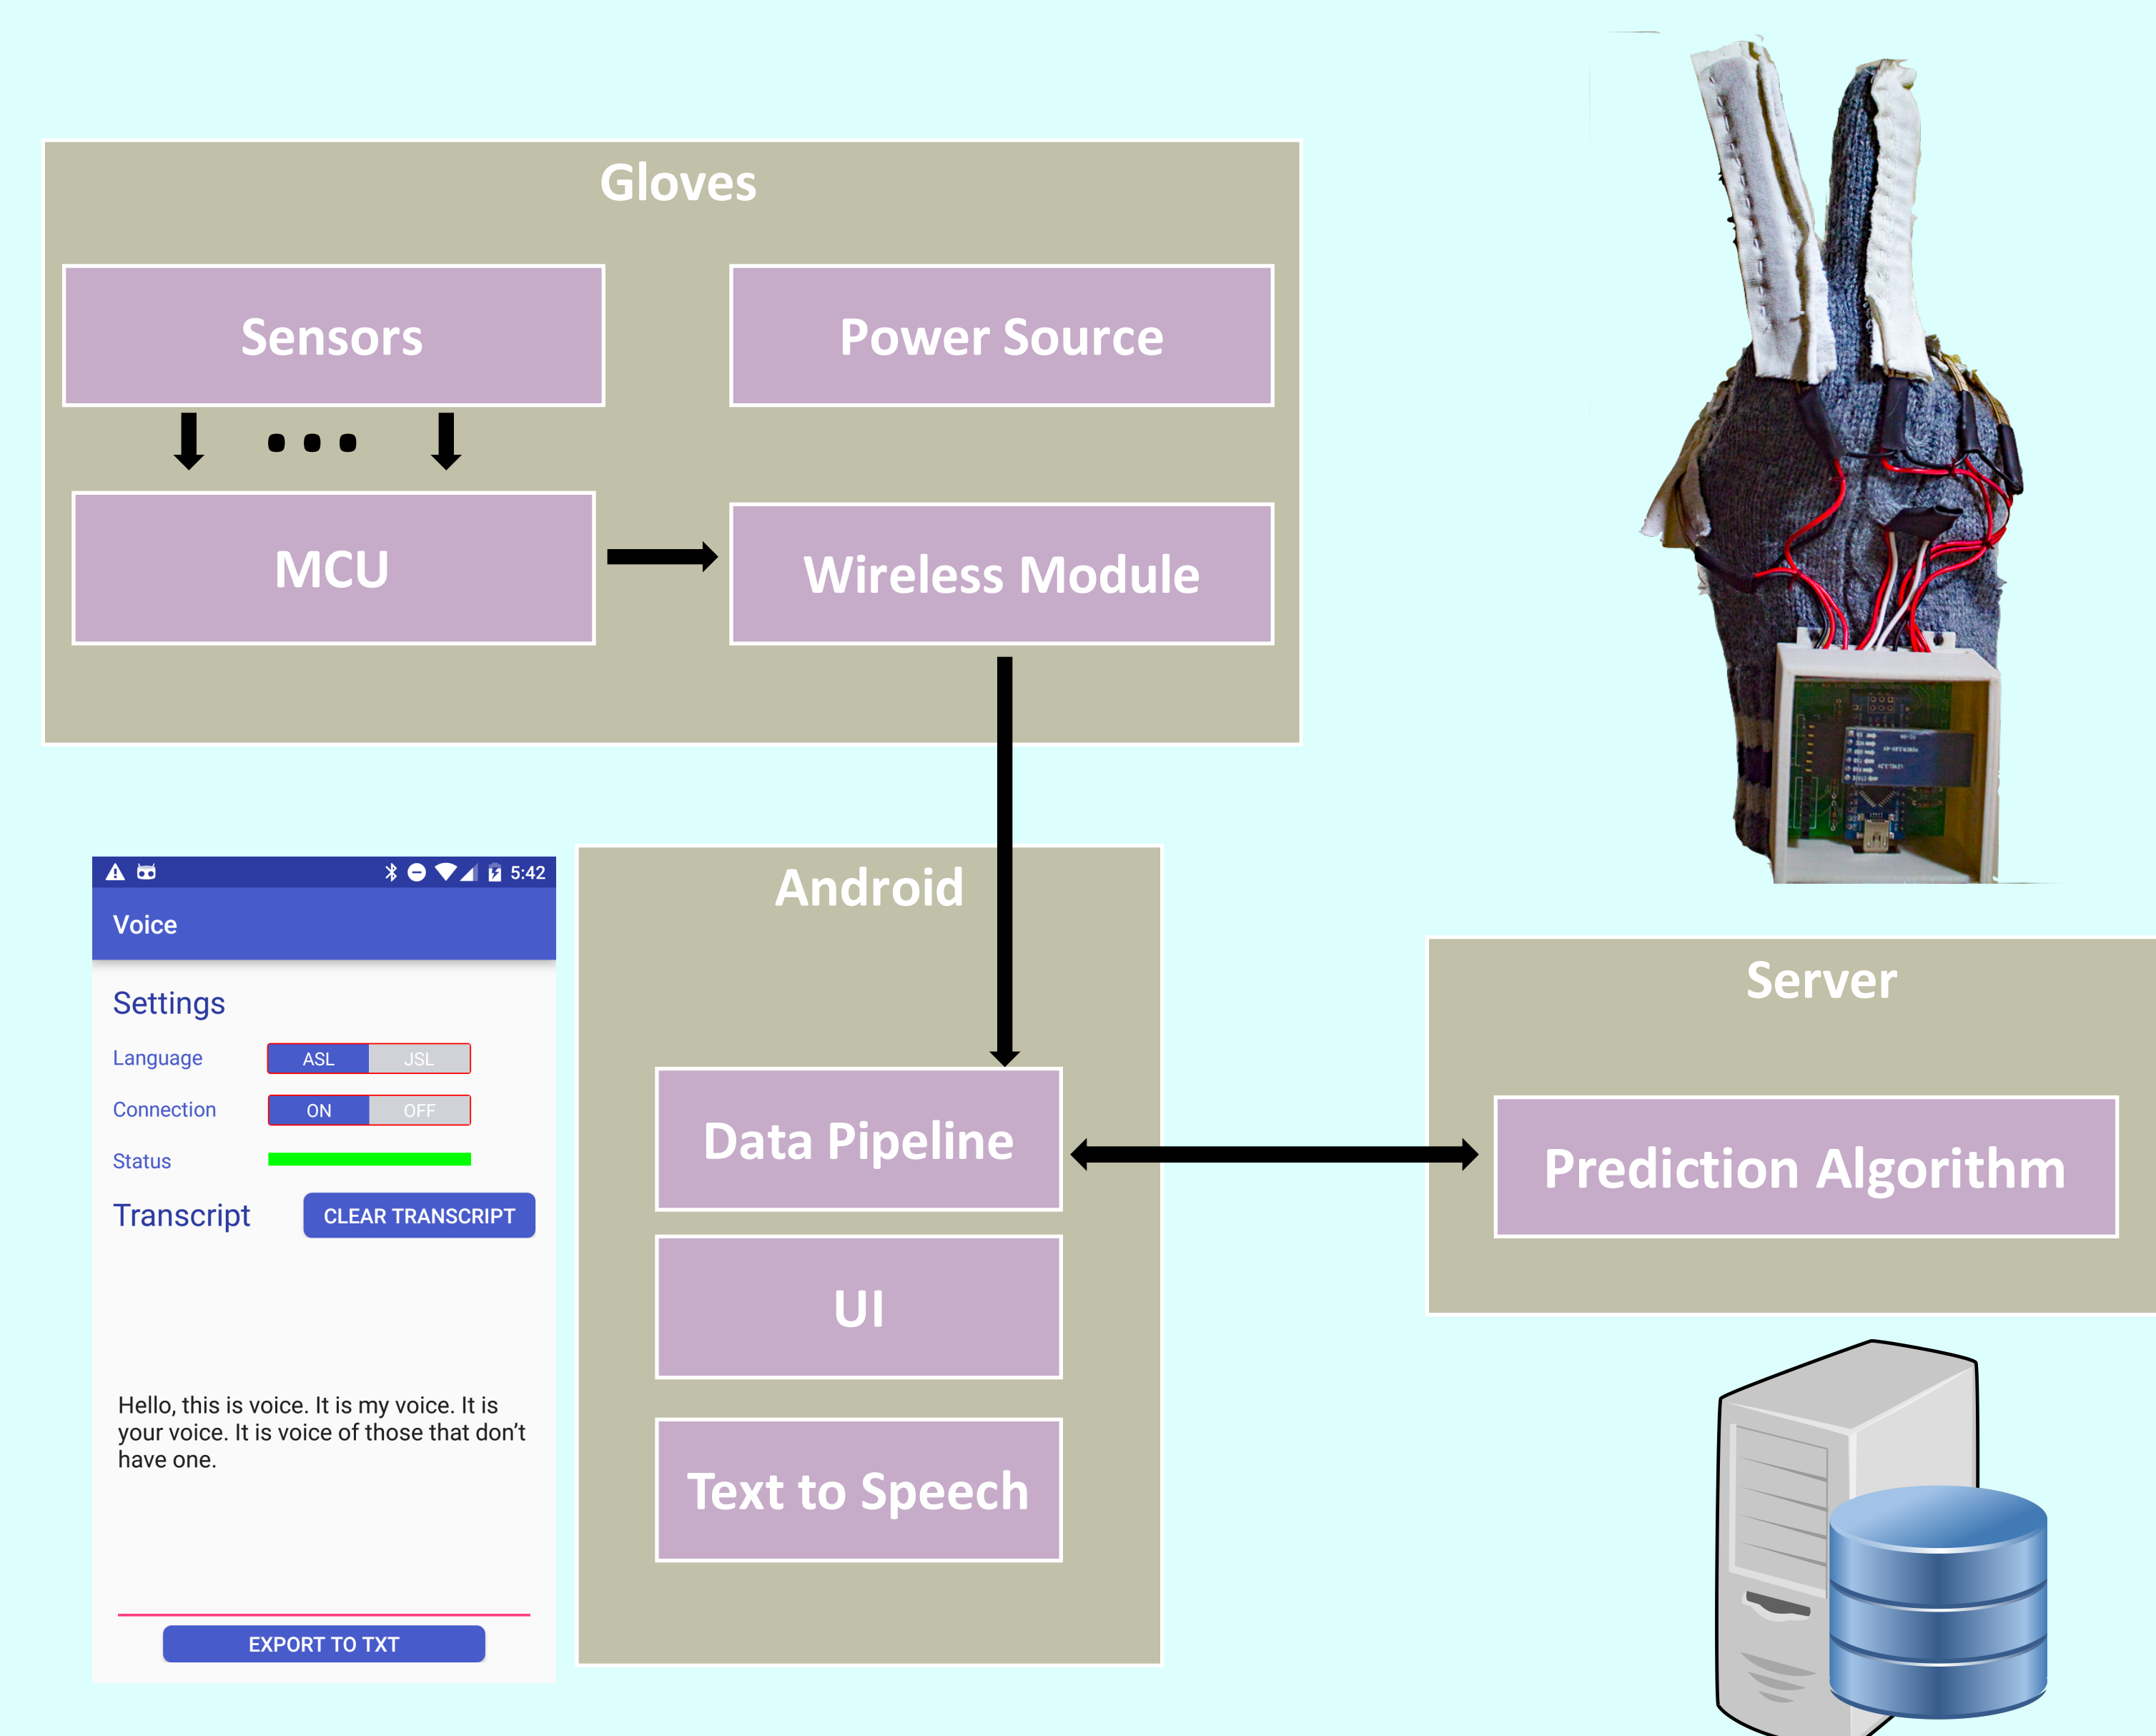 Gloves
Sensors
Power Source
...
MCU
Wireless Module
5:42
Voice
Settings
Language ASL JSL
Connection ON OFF
Status
Transcript CLEAR TRANSCRIPT
Hello, this is voice. It is my voice. It is
your voice. It is voice of those that don't
have one.
EXPORT TO TXT
Android
Data Pipeline
UI
Text to Speech
Server
Prediction Algorithm